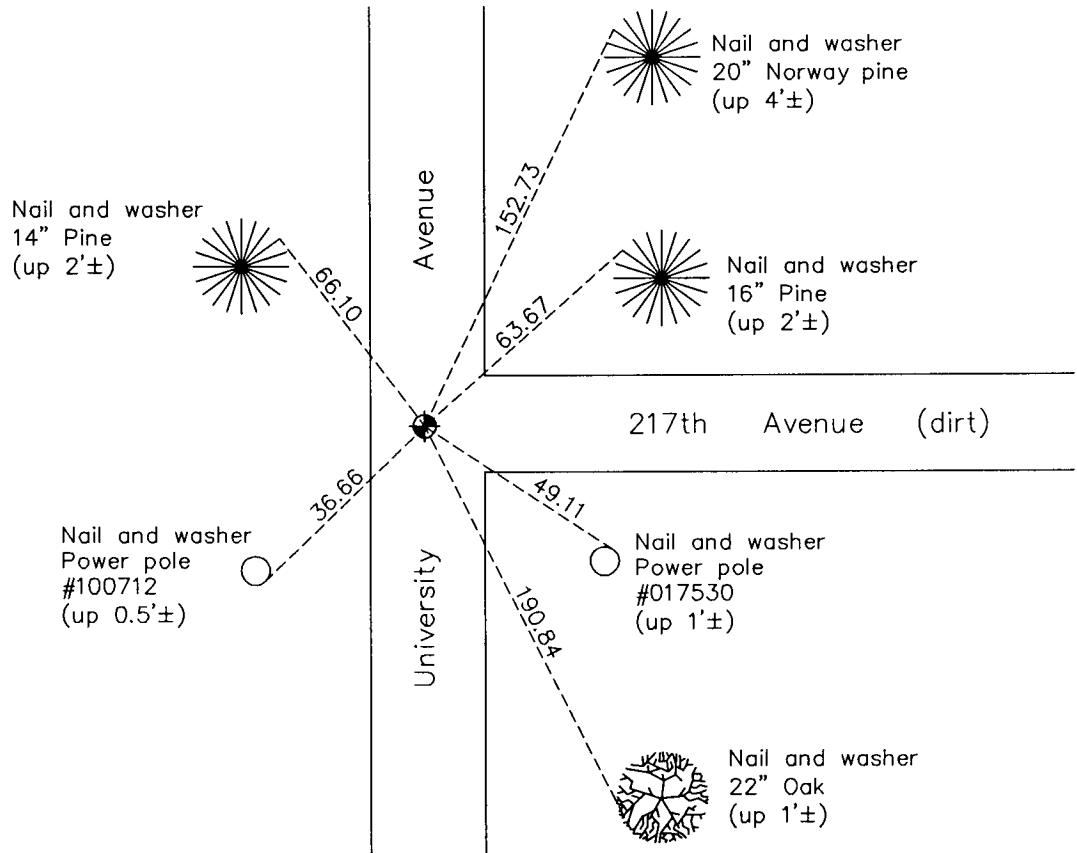 Nail and washer
20" Norway pine
(up 4'±)
152.73
Avenue
Nail and washer
14" Pine
(up 2'±)
66.10
Nail and washer
16" Pine
(up 2'±)
63.67
217th Avenue (dirt)
36.66
49.11
Nail and washer
Power pole
#100712
(up 0.5'±)
Nail and washer
Power pole
#017530
(up 1'±)
University
190.84
Nail and washer
22" Oak
(up 1'±)